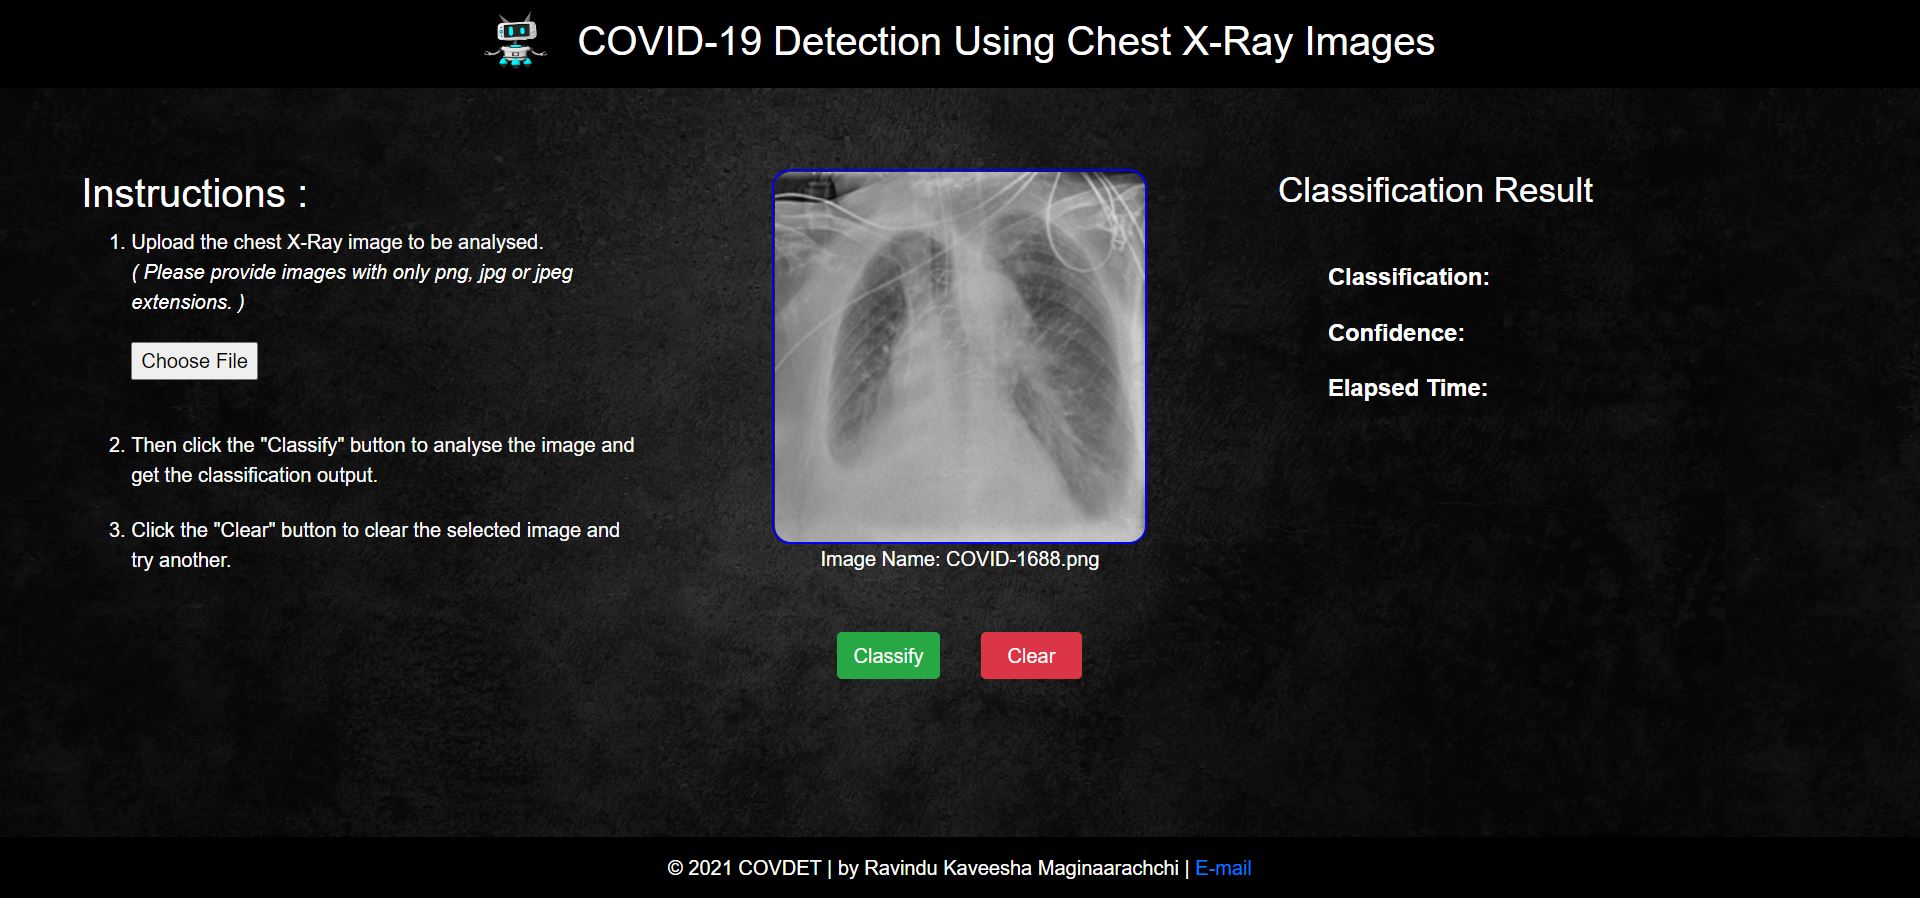 COVID-19 Detection Using Chest X-Ray Images
Instructions :
1. Upload the chest X-Ray image to be analysed.
( Please provide images with only png, jpg or jpeg
extensions. )
Choose File
2. Then click the "Classify" button to analyse the image and
get the classification output.
3. Click the "Clear" button to clear the selected image and
try another.
Image Name: COVID-1688.png
Classify
Clear
Classification Result
Classification:
Confidence:
Elapsed Time:
© 2021 COVDET | by Ravindu Kaveesha Maginaarachchi | E-mail